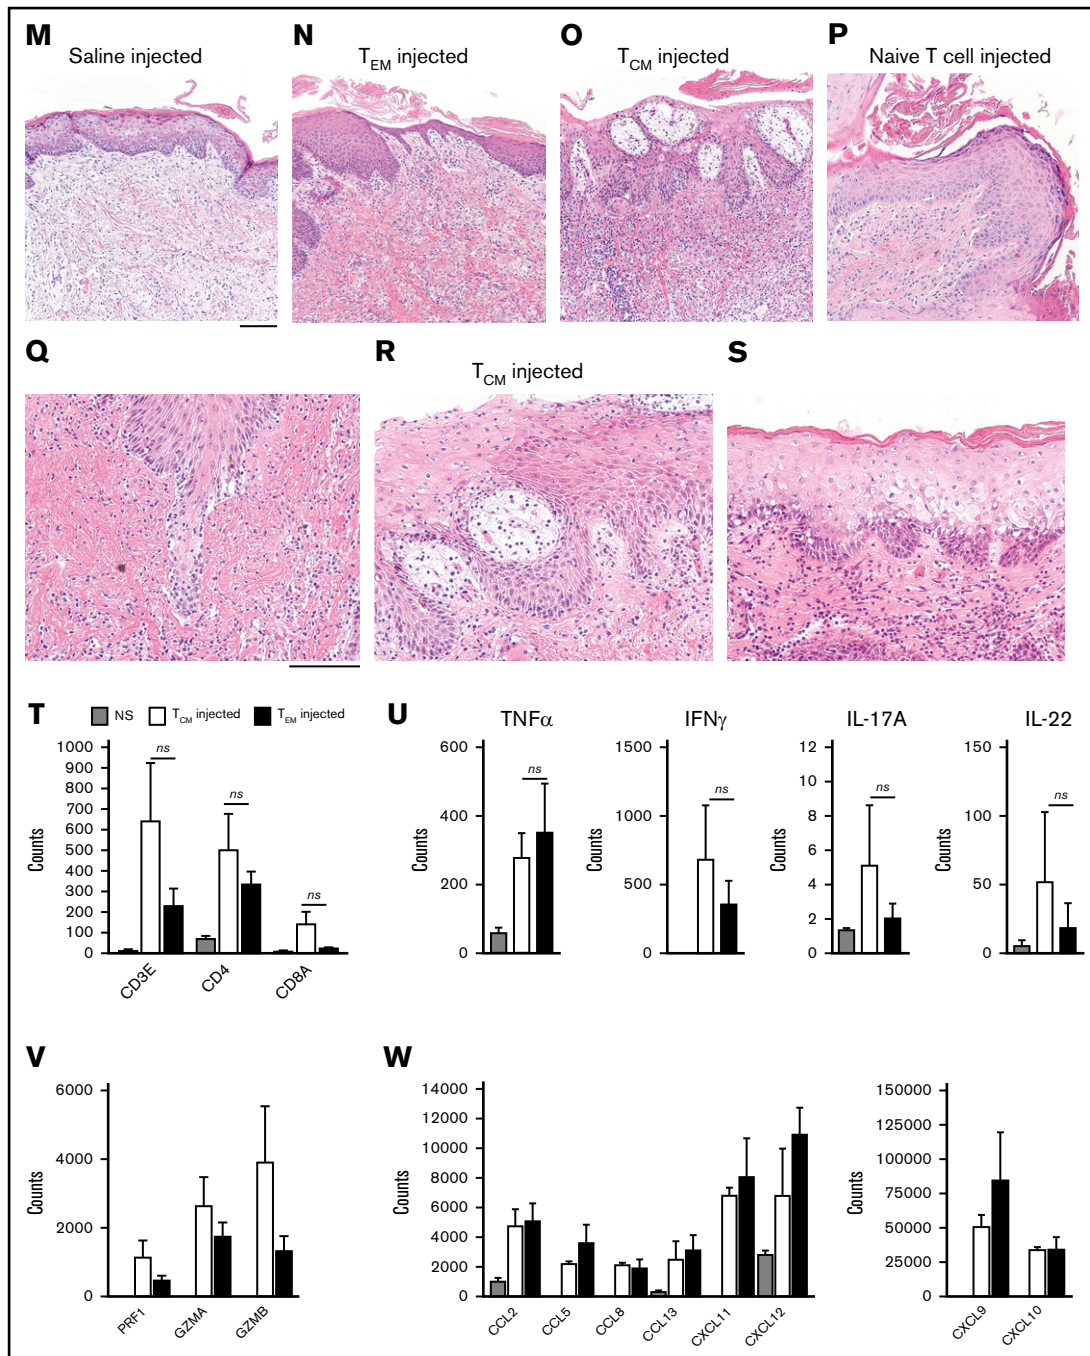 M
Saline injected
N
TEM injected
O
TCM injected
P
Naive T cell injected
Q
R
TCM injected
S
T
NS
TCM injected
TEM injected
1000
900
800
700
600
500
400
300
200
100
0
Counts
ns
ns
ns
CD3E
CD4
CD8A
U
TNFα
600
400
200
0
Counts
ns
IFNγ
1500
1000
500
0
Counts
ns
IL-17A
12
10
8
6
4
2
0
Counts
ns
IL-22
150
100
50
0
Counts
ns
V
6000
4000
2000
0
Counts
PRF1
GZMA
GZMB
W
14000
12000
10000
8000
6000
4000
2000
0
Counts
CCL2
CCL5
CCL8
CCL13
CXCL11
CXCL12
150000
125000
100000
75000
50000
25000
0
Counts
CXCL9
CXCL10